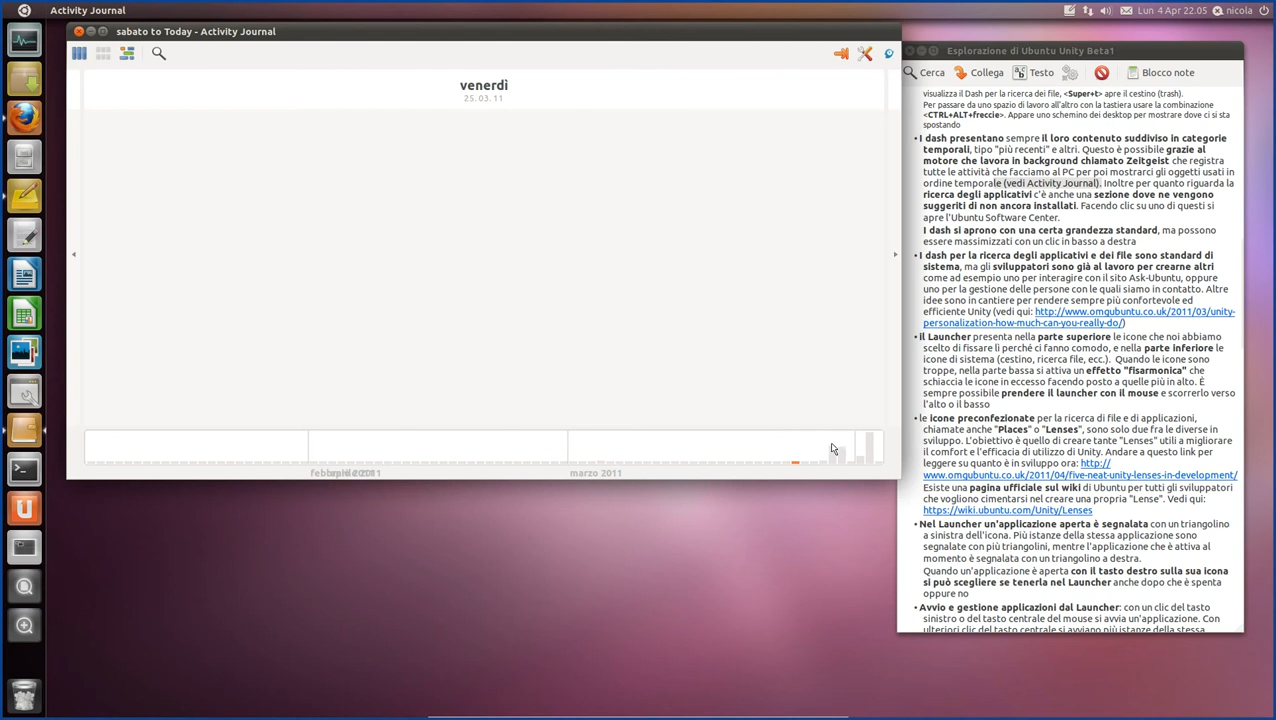 Activity Journal
Lun 4 Apr 22.05
nicola
sabato to Today - Activity Journal
venerdì
25. 03. 11
marzo 2011
Esplorazione di Ubuntu Unity Beta1
Cerca
Collega
Testo
Blocco note
visualizza il Dash per la ricerca dei file, <Super+t> apre il cestino (trash).
Per passare da uno spazio di lavoro all'altro con la tastiera usare la combinazione
<CTRL+ALT+freccie>. Appare uno schemino dei desktop per mostrare dove ci si sta
spostando
• I dash presentano sempre il loro contenuto suddiviso in categorie
temporali, tipo "più recenti" e altri. Questo è possibile grazie al
motore che lavora in background chiamato Zeitgeist che registra
tutte le attività che facciamo al PC per poi mostrarci gli oggetti usati in
ordine temporale (vedi Activity Journal). Inoltre per quanto riguarda la
ricerca degli applicativi c'è anche una sezione dove ne vengono
suggeriti di non ancora installati. Facendo clic su uno di questi si
apre l'Ubuntu Software Center.
I dash si aprono con una certa grandezza standard, ma possono
essere massimizzati con un clic in basso a destra
• I dash per la ricerca degli applicativi e dei file sono standard di
sistema, ma gli sviluppatori sono già al lavoro per crearne altri
come ad esempio uno per interagire con il sito Ask-Ubuntu, oppure
uno per la gestione delle persone con le quali siamo in contatto. Altre
idee sono in cantiere per rendere sempre più confortevole ed
efficiente Unity (vedi qui: http://www.omgubuntu.co.uk/2011/03/unity-
personalization-how-much-can-you-really-do/)
• il Launcher presenta nella parte superiore le icone che noi abbiamo
scelto di fissare lì perché ci fanno comodo, e nella parte inferiore le
icone di sistema (cestino, ricerca file, ecc.). Quando le icone sono
troppe, nella parte bassa si attiva un effetto "fisarmonica" che
schiaccia le icone in eccesso facendo posto a quelle più in alto. È
sempre possibile prendere il launcher con il mouse e scorrerlo verso
l'alto o il basso
• le icone preconfezionate per la ricerca di file e di applicazioni,
chiamate anche "Places" o "Lenses", sono solo due fra le diverse in
sviluppo. L'obiettivo è quello di creare tante "Lenses" utili a migliorare
il comfort e l'efficacia di utilizzo di Unity. Andare a questo link per
leggere su quanto è in sviluppo ora: http://
www.omgubuntu.co.uk/2011/04/five-neat-unity-lenses-in-development/
Esiste una pagina ufficiale sul wiki di Ubuntu per tutti gli sviluppatori
che vogliono cimentarsi nel creare una propria "Lense". Vedi qui:
https://wiki.ubuntu.com/Unity/Lenses
• Nel Launcher un'applicazione aperta è segnalata con un triangolino
a sinistra dell'icona. Più istanze della stessa applicazione sono
segnalate con più triangolini, mentre l'applicazione che è attiva al
momento è segnalata con un triangolino a destra.
Quando un'applicazione è aperta con il tasto destro sulla sua icona
si può scegliere se tenerla nel Launcher anche dopo che è spenta
oppure no
• Avvio e gestione applicazioni dal Launcher: con un clic del tasto
sinistro o del tasto centrale del mouse si avvia un'applicazione. Con
ulteriori clic del tasto centrale si avviano più istanze della stessa